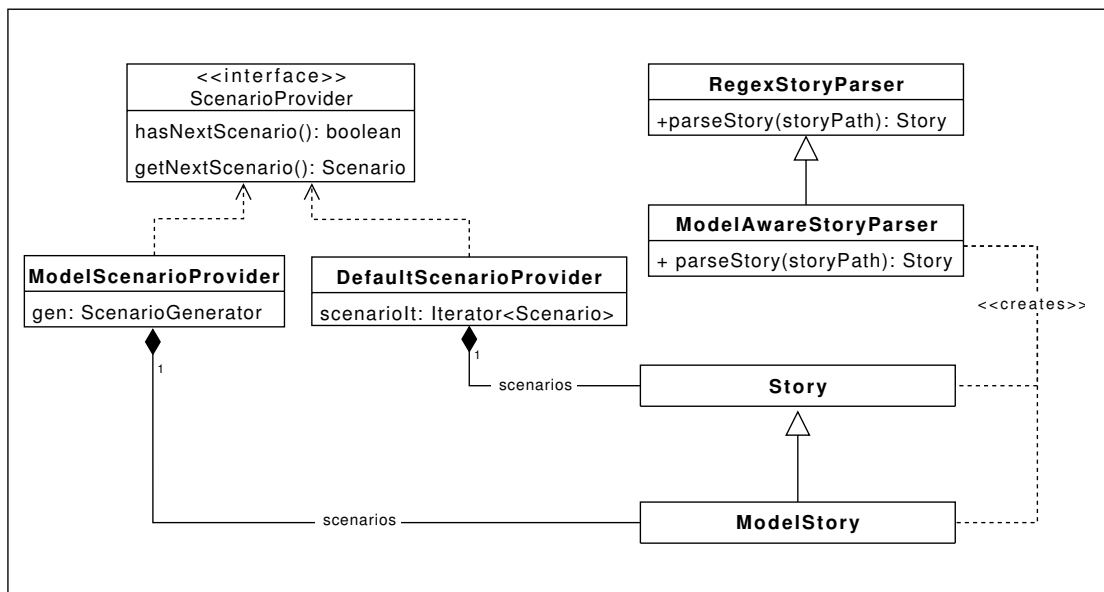 <<interface>>
ScenarioProvider
hasNextScenario(): boolean
getNextScenario(): Scenario
RegexStoryParser
+parseStory(storyPath): Story
ModelAwareStoryParser
+ parseStory(storyPath): Story
ModelScenarioProvider
gen: ScenarioGenerator
DefaultScenarioProvider
scenarioIt: Iterator<Scenario>
<<creates>>
1
1
scenarios
Story
scenarios
ModelStory